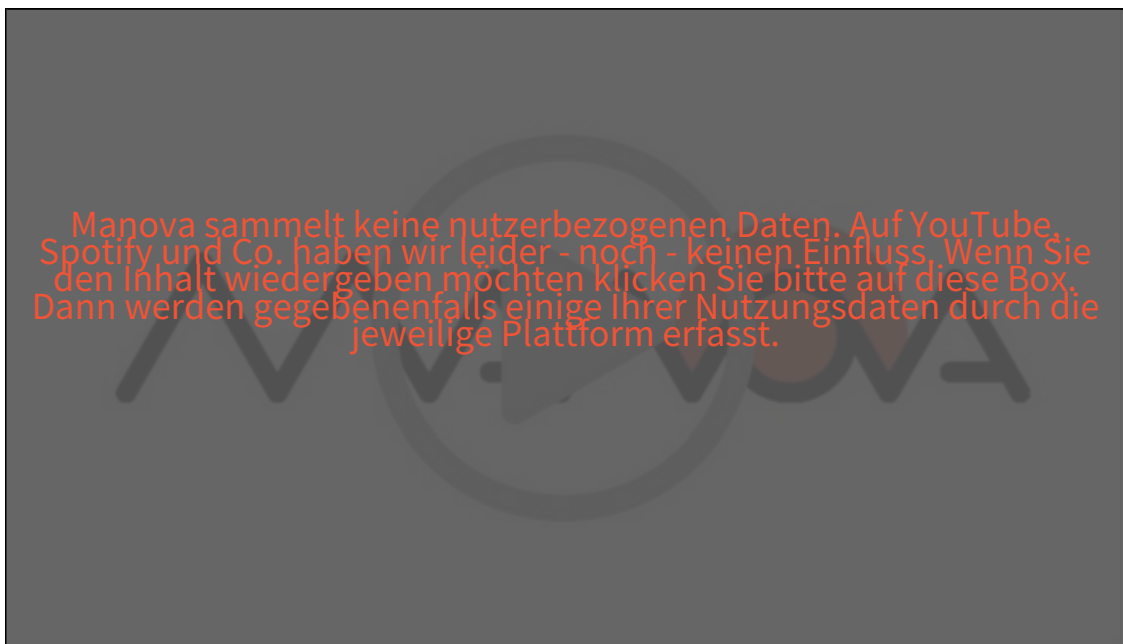 Manova sammelt keine nutzerbezogenen Daten. Auf YouTube,
Spotify und Co. haben wir leider - noch - keinen Einfluss. Wenn Sie
den Inhalt wiedergeben möchten klicken Sie bitte auf diese Box.
Dann werden gegebenenfalls einige Ihrer Nutzungsdaten durch die
jeweilige Plattform erfasst.
MANOVA